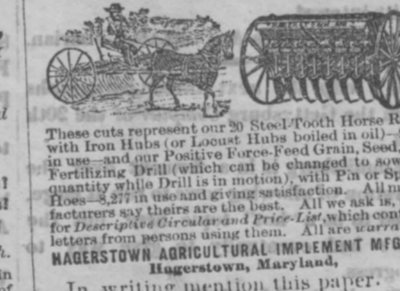 These cuts represent our 20 Steel-Tooth Horse R
with Iron Hubs (or Locust Hubs boiled in oil)—
in use—and our Positive Force-Feed Grain, Seed,
Fertilizing Drill (which can be changed to sow
quantity while Drill is in motion), with Pin or Sp
Hoes—8,277 in use and giving satisfaction. All m
facturers say theirs are the best. All we ask is,
for Descriptive Circular and Price-List, which cont
letters from persons using them. All are warra
HAGERSTOWN AGRICULTURAL IMPLEMENT MFG
Hagerstown, Maryland,
In writing mention this paper.